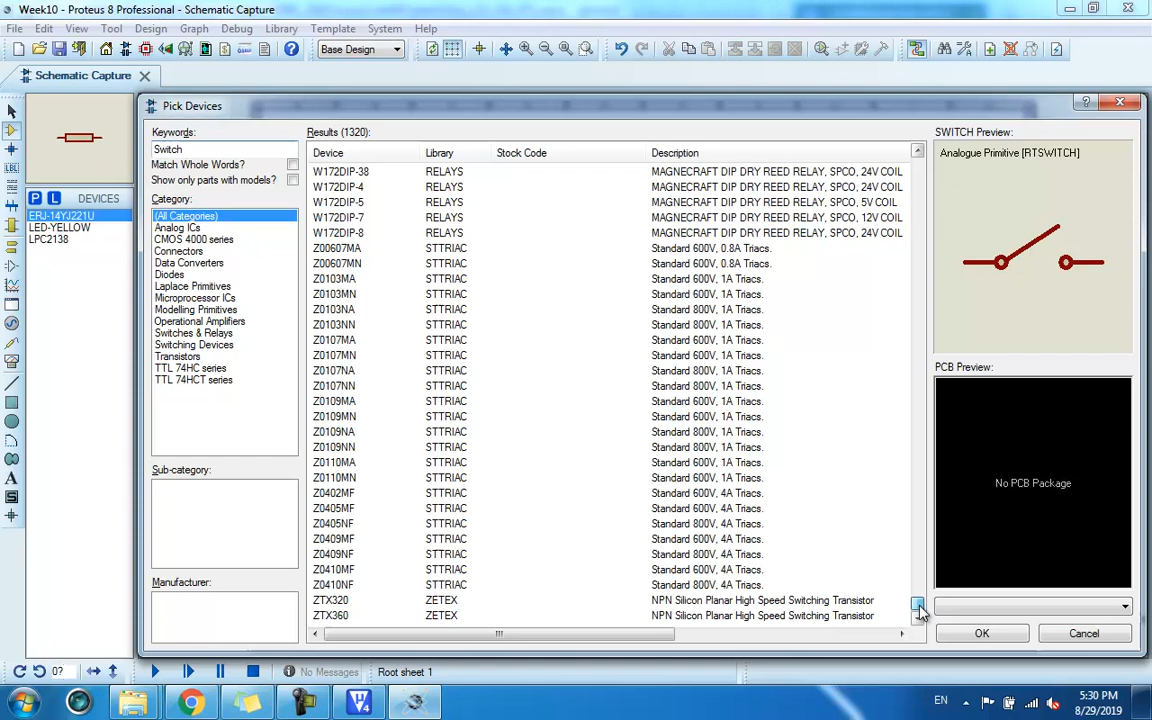 Week10 - Proteus 8 Professional - Schematic Capture
File Edit View Tool Design Graph Debug Library Template System Help
Base Design
Schematic Capture
P L DEVICES
ERJ-14YJ221U
LED-YELLOW
LPC2138
LBL
A
S
Pick Devices
Keywords:
Switch
Match Whole Words?
Show only parts with models?
Category:
(All Categories)
Analog ICs
CMOS 4000 series
Connectors
Data Converters
Diodes
Laplace Primitives
Microprocessor ICs
Modelling Primitives
Operational Amplifiers
Switches & Relays
Switching Devices
Transistors
TTL 74HC series
TTL 74HCT series
Sub-category:
Manufacturer:
Results (1320):
Device Library Stock Code Description
W172DIP-38 RELAYS MAGNECRAFT DIP DRY REED RELAY, SPCO, 24V COIL
W172DIP-4 RELAYS MAGNECRAFT DIP DRY REED RELAY, SPCO, 24V COIL
W172DIP-5 RELAYS MAGNECRAFT DIP DRY REED RELAY, SPCO, 5V COIL
W172DIP-7 RELAYS MAGNECRAFT DIP DRY REED RELAY, SPCO, 12V COIL
W172DIP-8 RELAYS MAGNECRAFT DIP DRY REED RELAY, SPCO, 24V COIL
Z00607MA STTRIAC Standard 600V, 0.8A Triacs.
Z00607MN STTRIAC Standard 600V, 0.8A Triacs.
Z0103MA STTRIAC Standard 600V, 1A Triacs.
Z0103MN STTRIAC Standard 600V, 1A Triacs.
Z0103NA STTRIAC Standard 800V, 1A Triacs.
Z0103NN STTRIAC Standard 800V, 1A Triacs.
Z0107MA STTRIAC Standard 600V, 1A Triacs.
Z0107MN STTRIAC Standard 600V, 1A Triacs.
Z0107NA STTRIAC Standard 800V, 1A Triacs.
Z0107NN STTRIAC Standard 800V, 1A Triacs.
Z0109MA STTRIAC Standard 600V, 1A Triacs.
Z0109MN STTRIAC Standard 600V, 1A Triacs.
Z0109NA STTRIAC Standard 800V, 1A Triacs.
Z0109NN STTRIAC Standard 800V, 1A Triacs.
Z0110MA STTRIAC Standard 600V, 1A Triacs.
Z0110MN STTRIAC Standard 600V, 1A Triacs.
Z0402MF STTRIAC Standard 600V, 4A Triacs.
Z0405MF STTRIAC Standard 600V, 4A Triacs.
Z0405NF STTRIAC Standard 800V, 4A Triacs.
Z0409MF STTRIAC Standard 600V, 4A Triacs.
Z0409NF STTRIAC Standard 800V, 4A Triacs.
Z0410MF STTRIAC Standard 600V, 4A Triacs.
Z0410NF STTRIAC Standard 800V, 4A Triacs.
ZTX320 ZETEX NPN Silicon Planar High Speed Switching Transistor
ZTX360 ZETEX NPN Silicon Planar High Speed Switching Transistor
SWITCH Preview:
Analogue Primitive [RTSWITCH]
PCB Preview:
No PCB Package
OK Cancel
0? No Messages Root sheet 1
EN 5:30 PM
8/29/2019